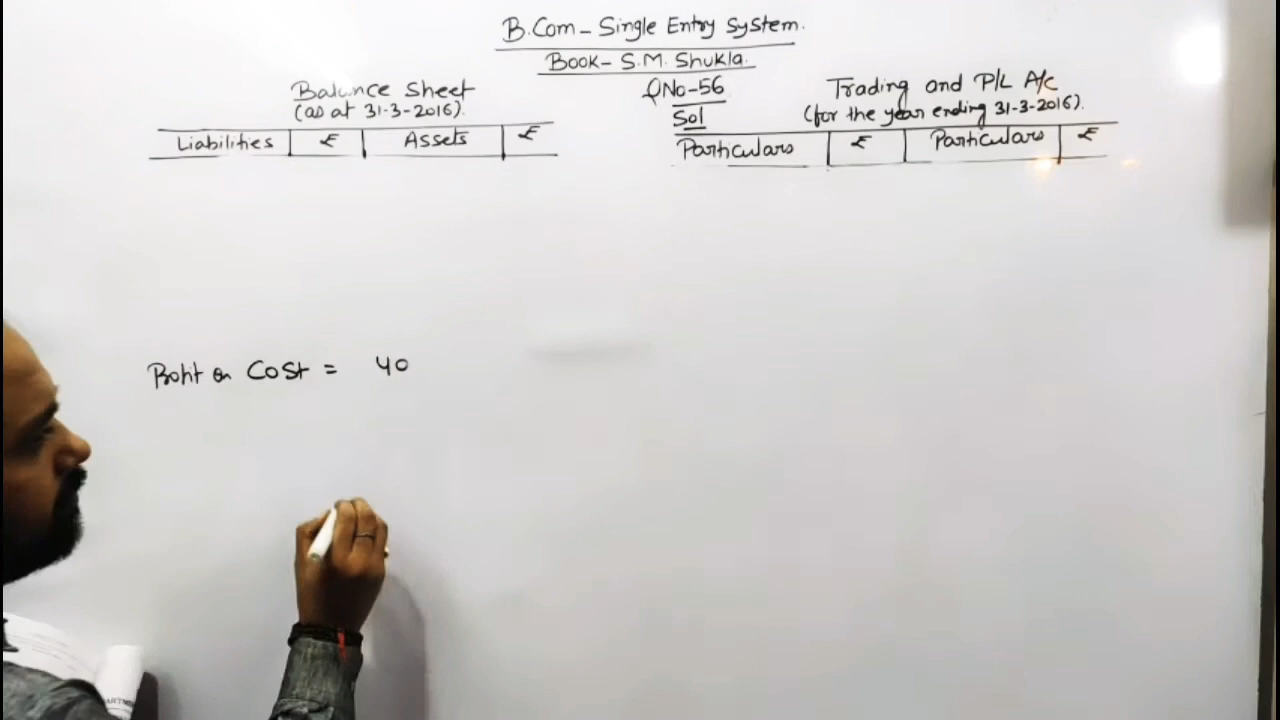 B.Com - Single Entry System.
Book - S.M. Shukla.
QNo-56
Sol
Balance Sheet
(as at 31-3-2016).
Liabilities ₹ Assets ₹
Trading and P/L A/c
(for the year ending 31-3-2016).
Particulars ₹ Particulars ₹
Profit on Cost = 40